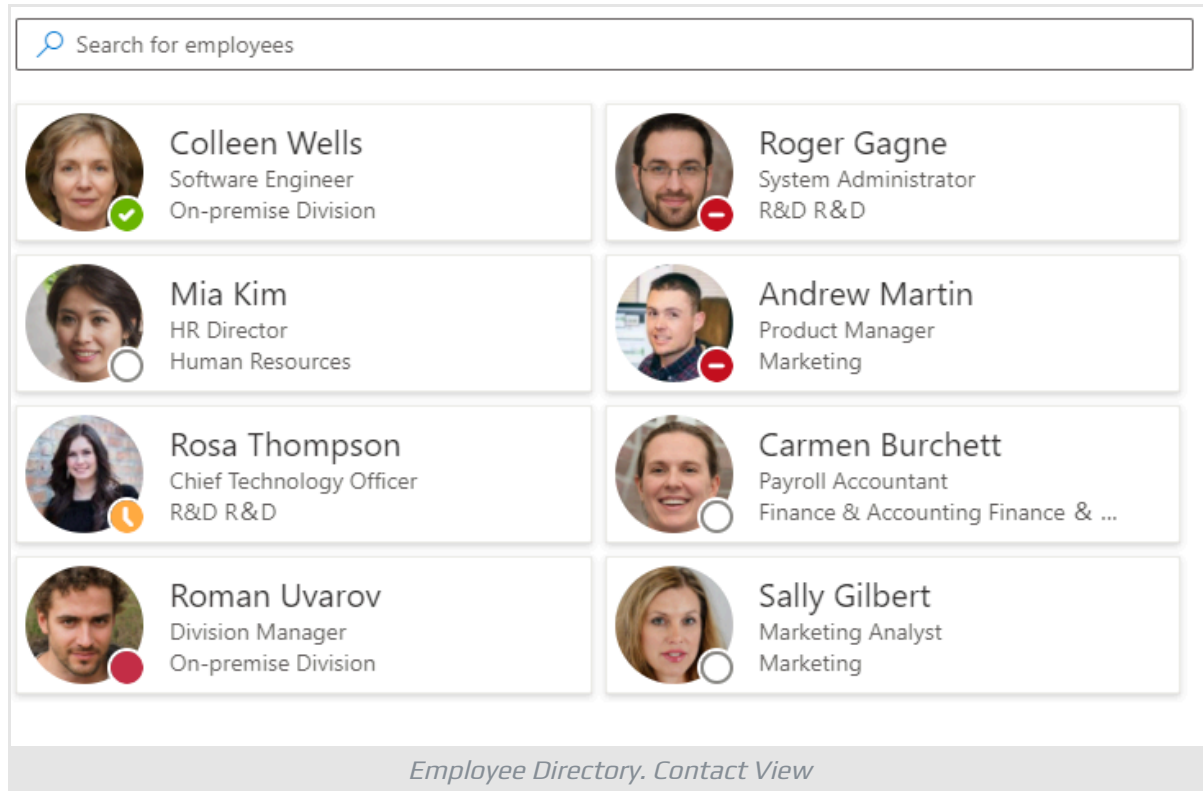 Search for employees
Colleen Wells
Software Engineer
On-premise Division
Roger Gagne
System Administrator
R&D R&D
Mia Kim
HR Director
Human Resources
Andrew Martin
Product Manager
Marketing
Rosa Thompson
Chief Technology Officer
R&D R&D
Carmen Burchett
Payroll Accountant
Finance & Accounting Finance & ...
Roman Uvarov
Division Manager
On-premise Division
Sally Gilbert
Marketing Analyst
Marketing
Employee Directory. Contact View